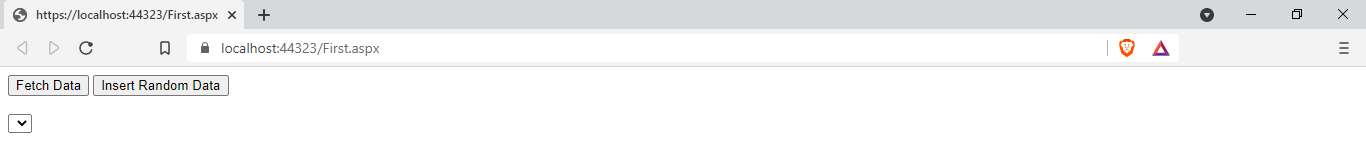 https://localhost:44323/First.aspx
localhost:44323/First.aspx
Fetch Data Insert Random Data